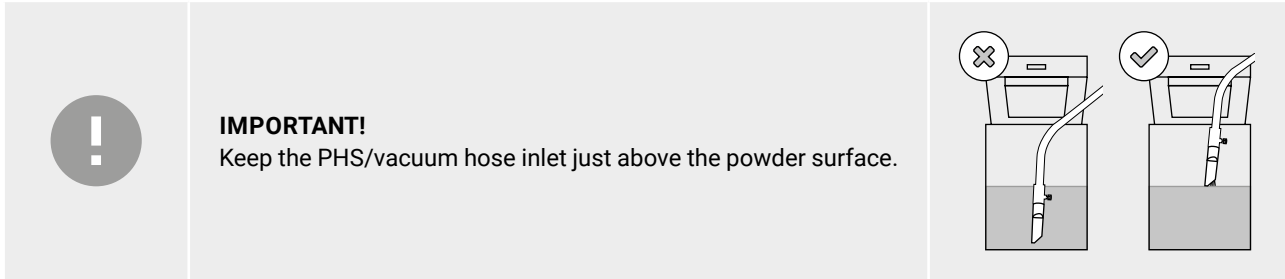 IMPORTANT!
Keep the PHS/vacuum hose inlet just above the powder surface.